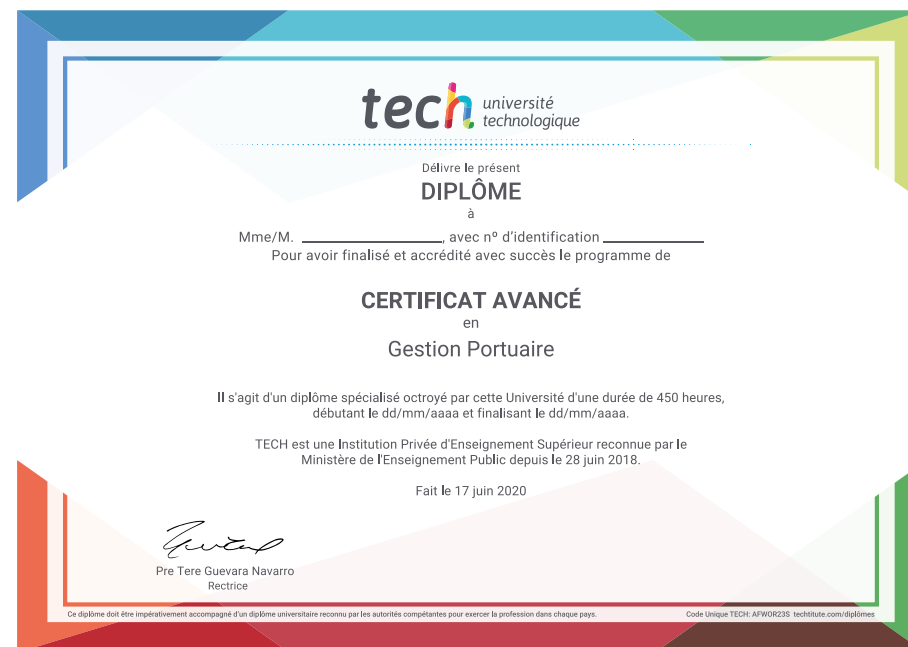 tech université
technologique
Délivre le présent
DIPLÔME
à
Mme/M. ____________________, avec nº d'identification ______________
Pour avoir finalisé et accrédité avec succès le programme de
CERTIFICAT AVANCÉ
en
Gestion Portuaire
Il s'agit d'un diplôme spécialisé octroyé par cette Université d'une durée de 450 heures,
débutant le dd/mm/aaaa et finalisant le dd/mm/aaaa.
TECH est une Institution Privée d'Enseignement Supérieur reconnue par le
Ministère de l'Enseignement Public depuis le 28 juin 2018.
Fait le 17 juin 2020
Pre Tere Guevara Navarro
Rectrice
Ce diplôme doit être impérativement accompagné d'un diplôme universitaire reconnu par les autorités compétentes pour exercer la profession dans chaque pays.
Code Unique TECH: AFWOR23S techtitute.com/diplômes